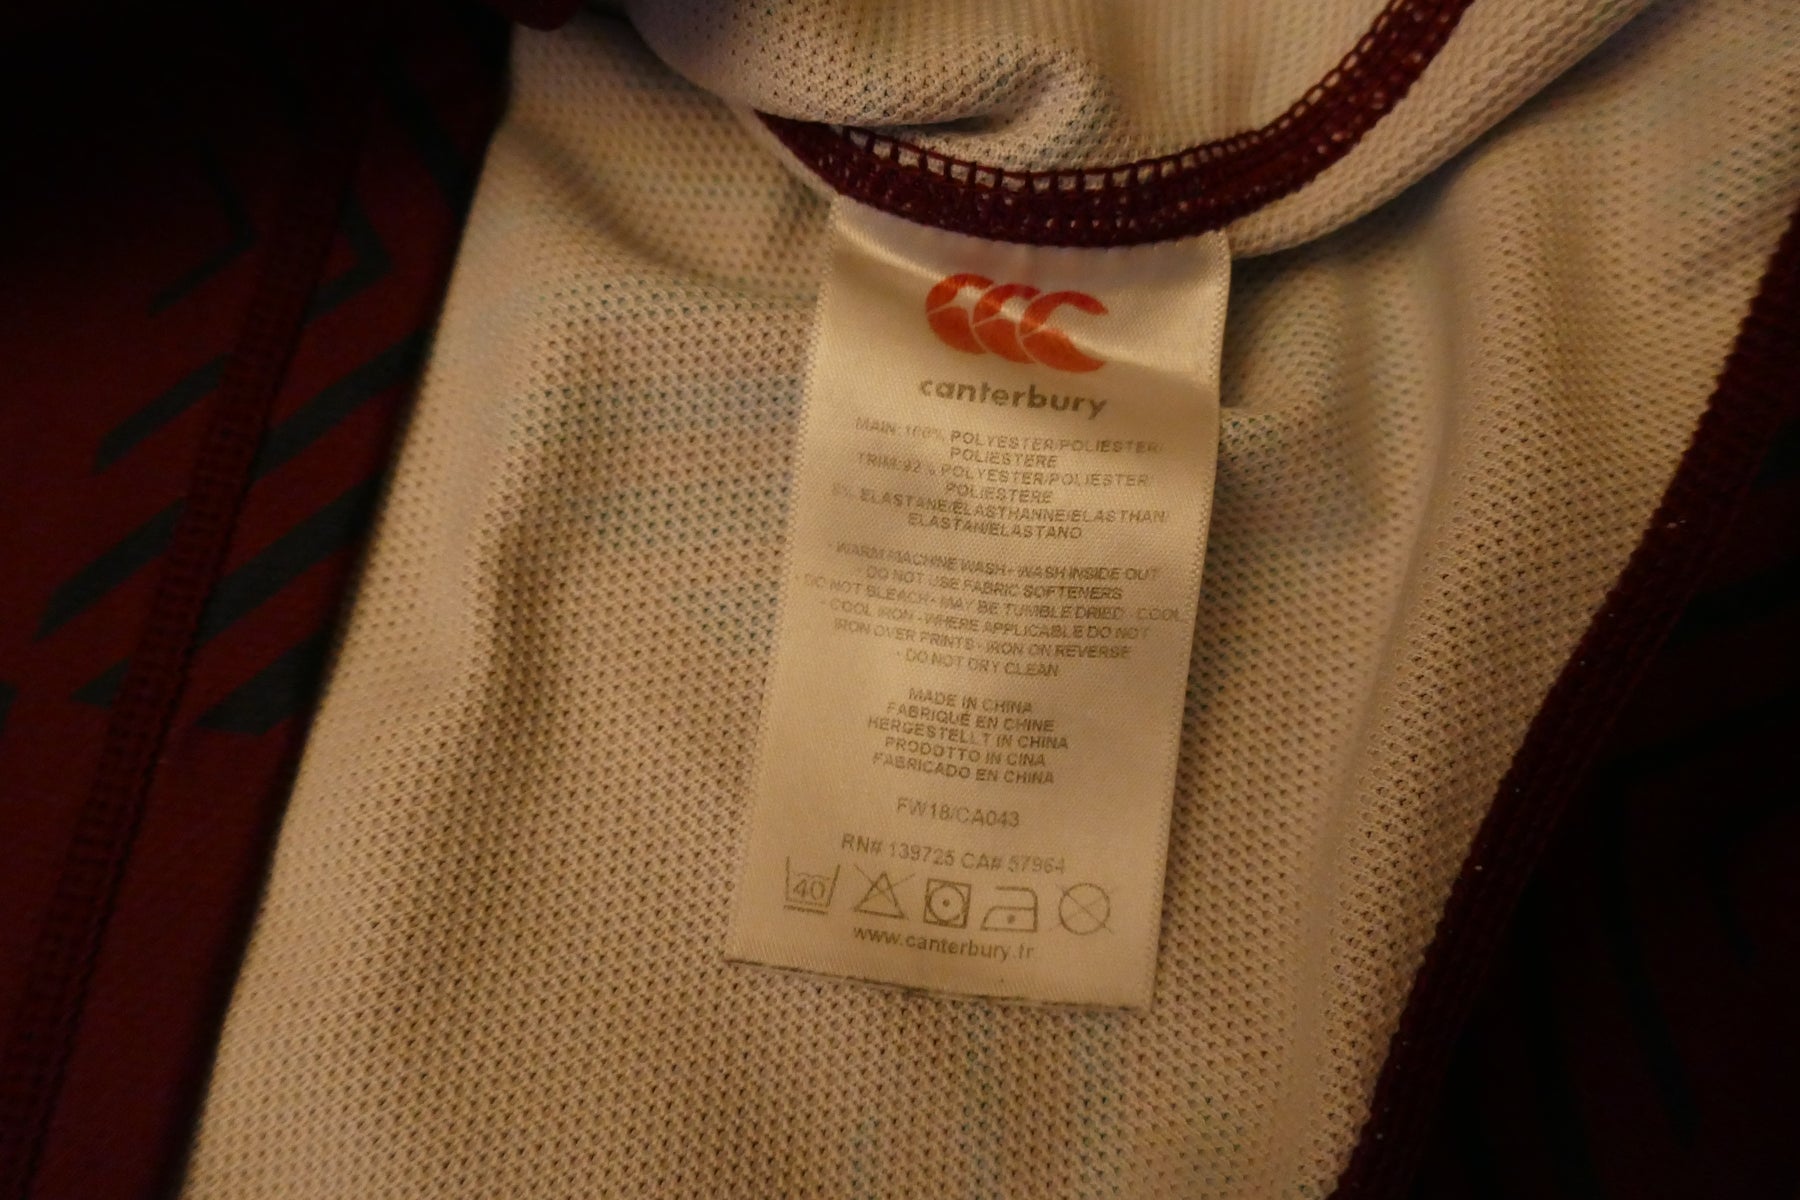 canterbury
MAIN: 100% POLYESTER/POLIESTER/
POLIESTERE
TRIM: 92% POLYESTER/POLIESTER/
POLIESTERE
8% ELASTANE/ELASTHANNE/ELASTHAN/
ELASTAN/ELASTANO
· WARM MACHINE WASH · WASH INSIDE OUT
· DO NOT USE FABRIC SOFTENERS
· DO NOT BLEACH · MAY BE TUMBLE DRIED · COOL
· COOL IRON · WHERE APPLICABLE DO NOT
IRON OVER PRINTS · IRON ON REVERSE
· DO NOT DRY CLEAN
MADE IN CHINA
FABRIQUÉ EN CHINE
HERGESTELLT IN CHINA
PRODOTTO IN CINA
FABRICADO EN CHINA
FW18/CA043
RN# 139725 CA# 57964
40
www.canterbury.fr